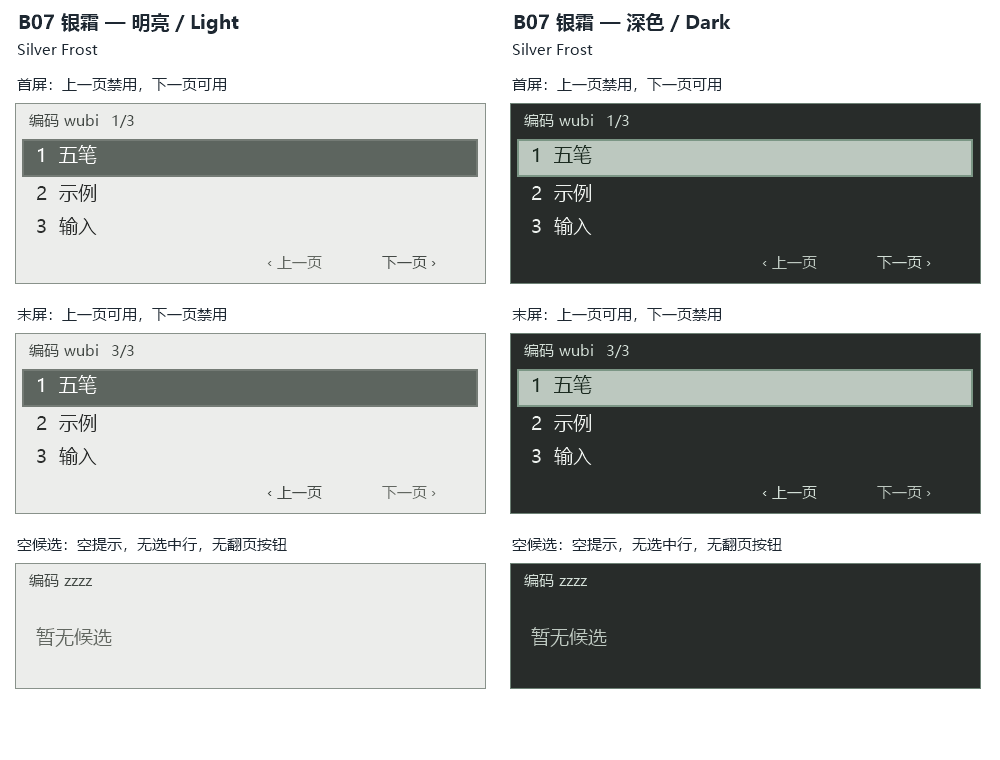 B07 银霜 — 明亮 / Light
Silver Frost
首屏：上一页禁用，下一页可用
编码 wubi 1/3
1 五笔
2 示例
3 输入
‹ 上一页 下一页 ›
末屏：上一页可用，下一页禁用
编码 wubi 3/3
1 五笔
2 示例
3 输入
‹ 上一页 下一页 ›
空候选：空提示，无选中行，无翻页按钮
编码 zzzz
暂无候选
B07 银霜 — 深色 / Dark
Silver Frost
首屏：上一页禁用，下一页可用
编码 wubi 1/3
1 五笔
2 示例
3 输入
‹ 上一页 下一页 ›
末屏：上一页可用，下一页禁用
编码 wubi 3/3
1 五笔
2 示例
3 输入
‹ 上一页 下一页 ›
空候选：空提示，无选中行，无翻页按钮
编码 zzzz
暂无候选